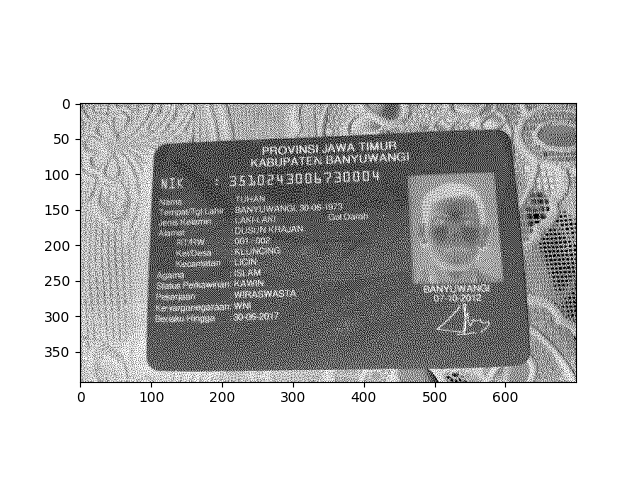 PROVINSI JAWA TIMUR
KABUPATEN BANYUWANGI
NIK : 3510243006730004
Nama TUHAN
Tempat/Tgl Lahir BANYUWANGI, 30-06-1973
Jenis Kelamin LAKI-LAKI Gol Darah
Alamat DUSUN KRAJAN
RT/RW 001 002
Kel/Desa KLUNCING
Kecamatan LICIN
Agama ISLAM
Status Perkawinan: KAWIN
Pekerjaan WIRASWASTA
Kewarganegaraan: WNI
Berlaku Hingga 30-06-2017
BANYUWANGI
07-10-2012
0
50
100
150
200
250
300
350
0 100 200 300 400 500 600